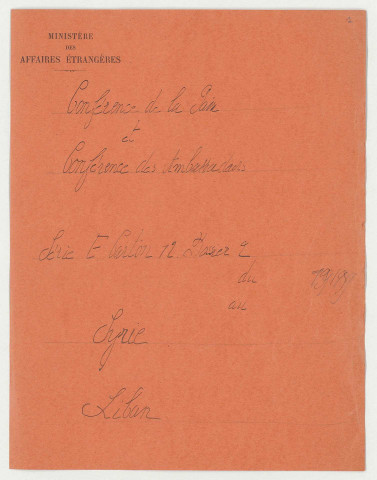 MINISTÈRE
DES
AFFAIRES ÉTRANGÈRES
Conférence de la Paix
et
Conférence des Ambassadeurs
Série E Carton 12 Dossier 2
du
au
Syrie
Liban